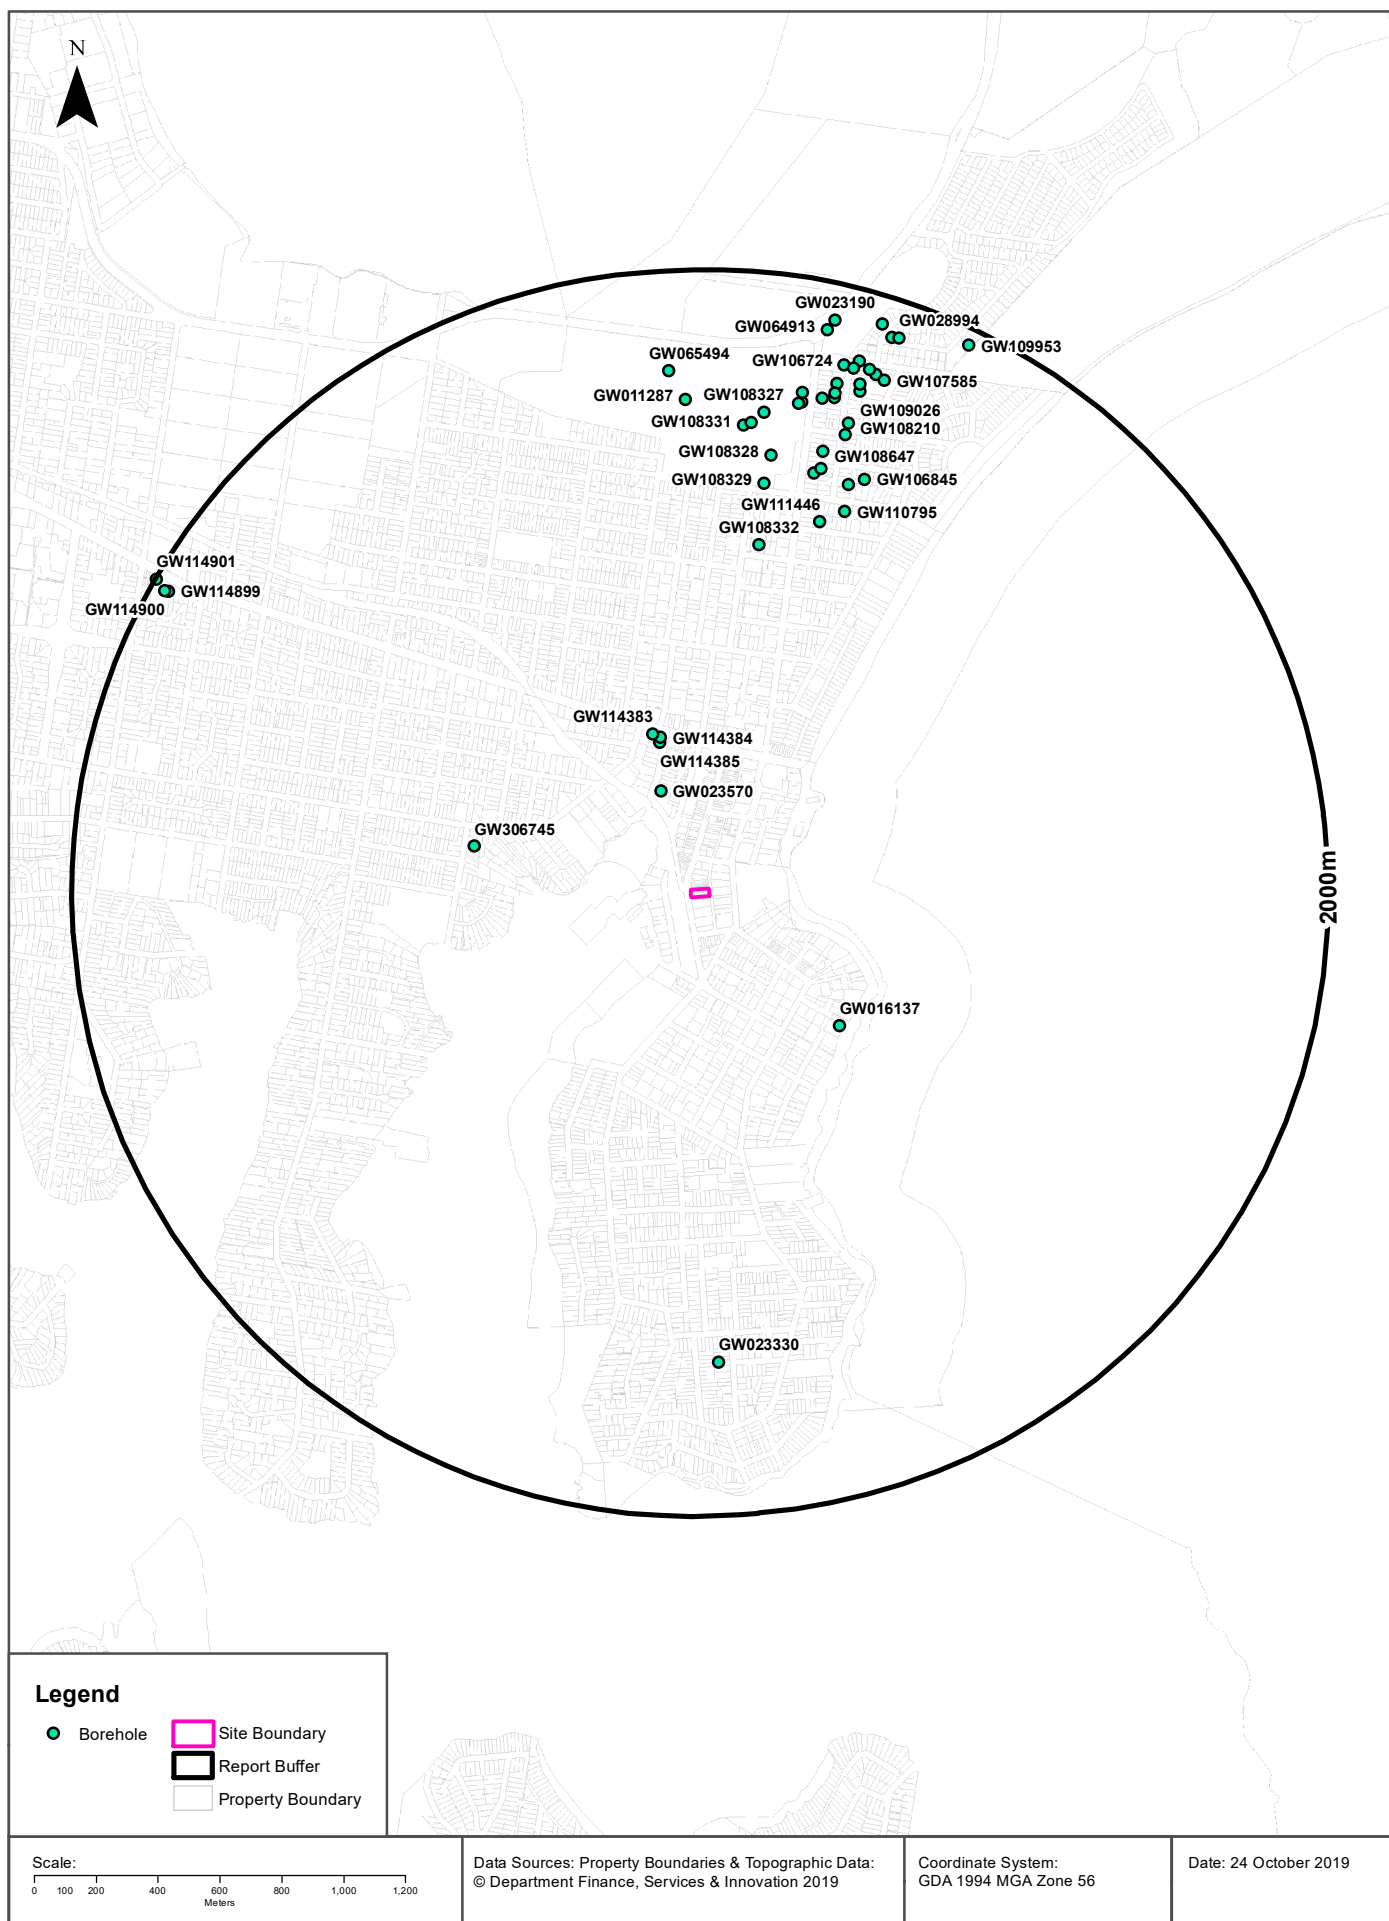 N
GW023190
GW028994
GW064913
GW109953
GW065494
GW106724
GW107585
GW011287
GW108327
GW109026
GW108331
GW108210
GW108328
GW108647
GW108329
GW106845
GW111446
GW110795
GW108332
GW114901
GW114899
GW114900
GW114383
GW114384
GW114385
GW023570
GW306745
2000m
GW016137
GW023330
Legend
Borehole
Site Boundary
Report Buffer
Property Boundary
Scale:
0 100 200 400 600 800 1,000 1,200
Meters
Data Sources: Property Boundaries & Topographic Data:
© Department Finance, Services & Innovation 2019
Coordinate System:
GDA 1994 MGA Zone 56
Date: 24 October 2019